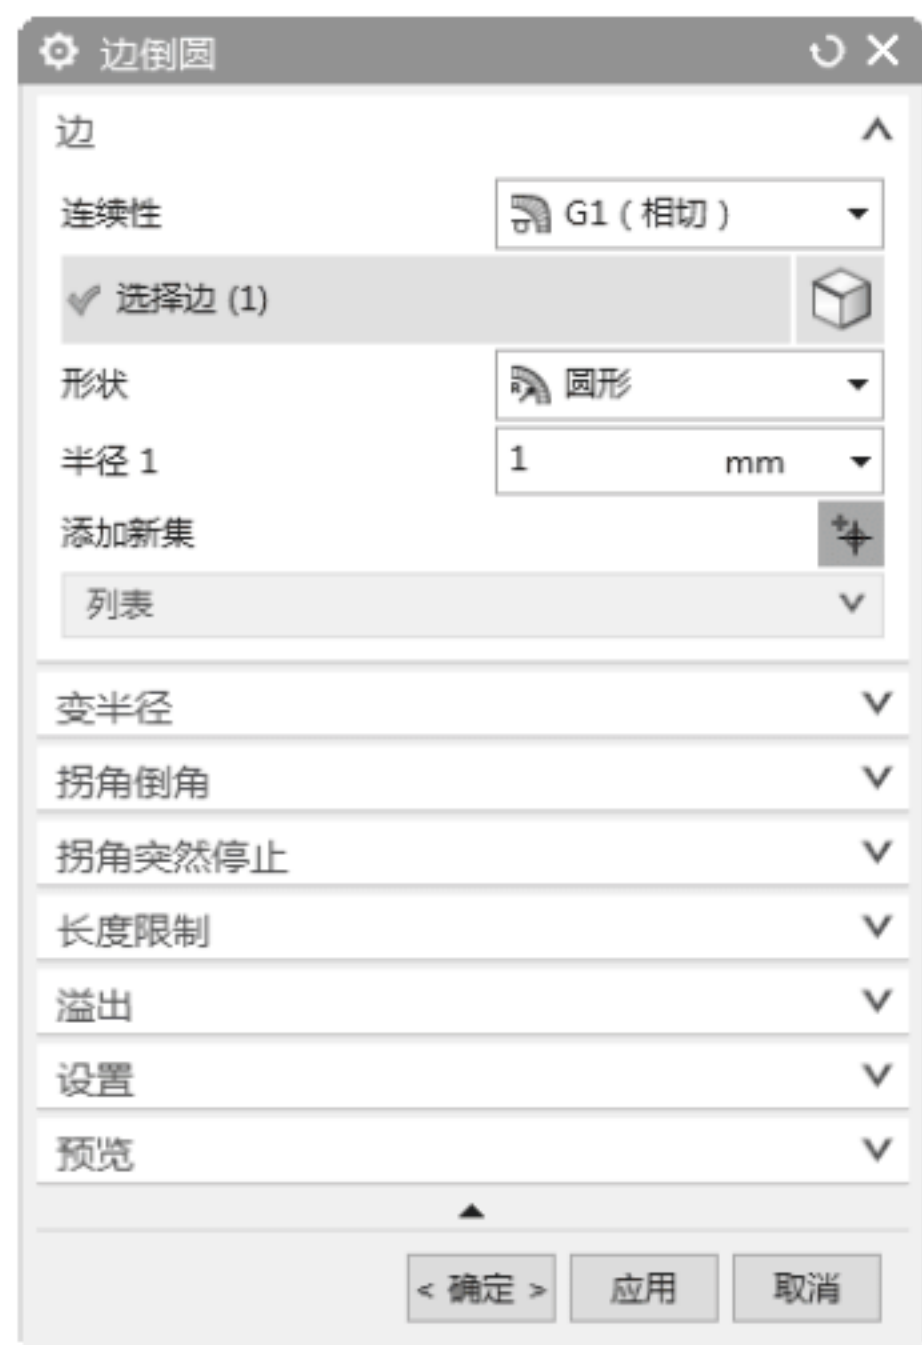 边倒圆
边
连续性 G1（相切）
选择边 (1)
形状 圆形
半径 1 1 mm
添加新集
列表
变半径
拐角倒角
拐角突然停止
长度限制
溢出
设置
预览
< 确定 > 应用 取消